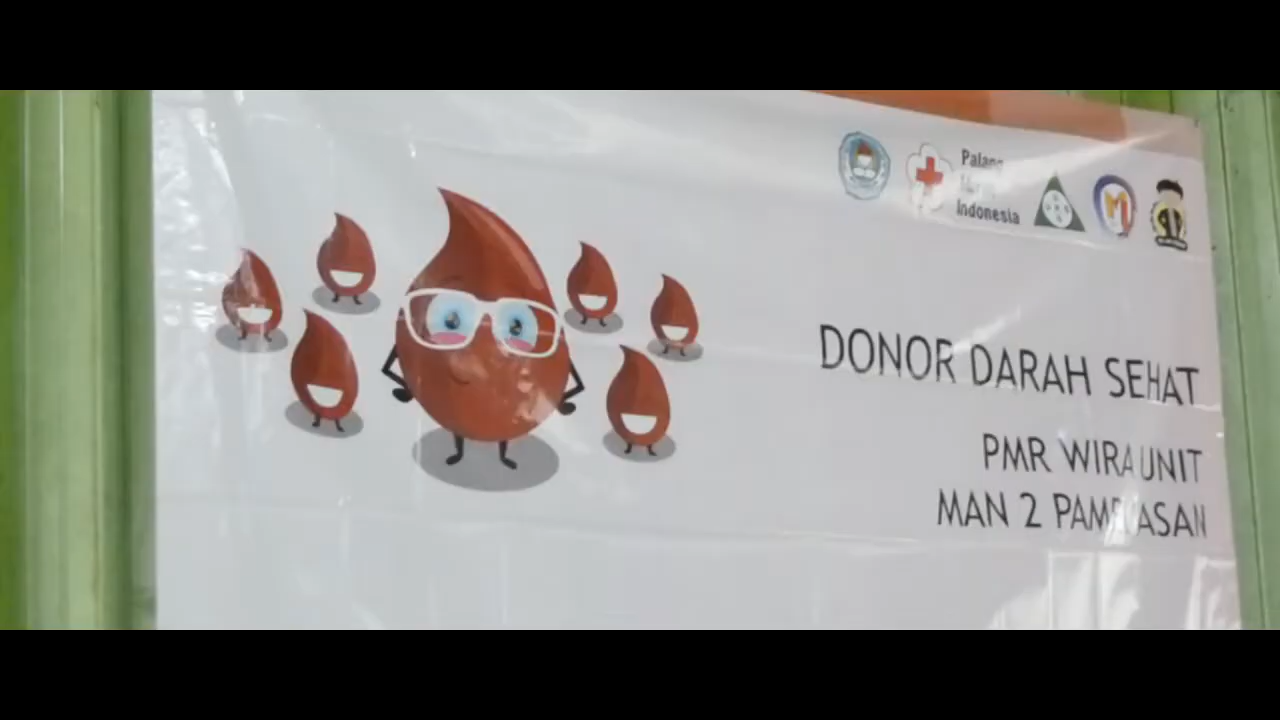 Palang
Indonesia
DONOR DARAH SEHAT
PMR WIRA UNIT
MAN 2